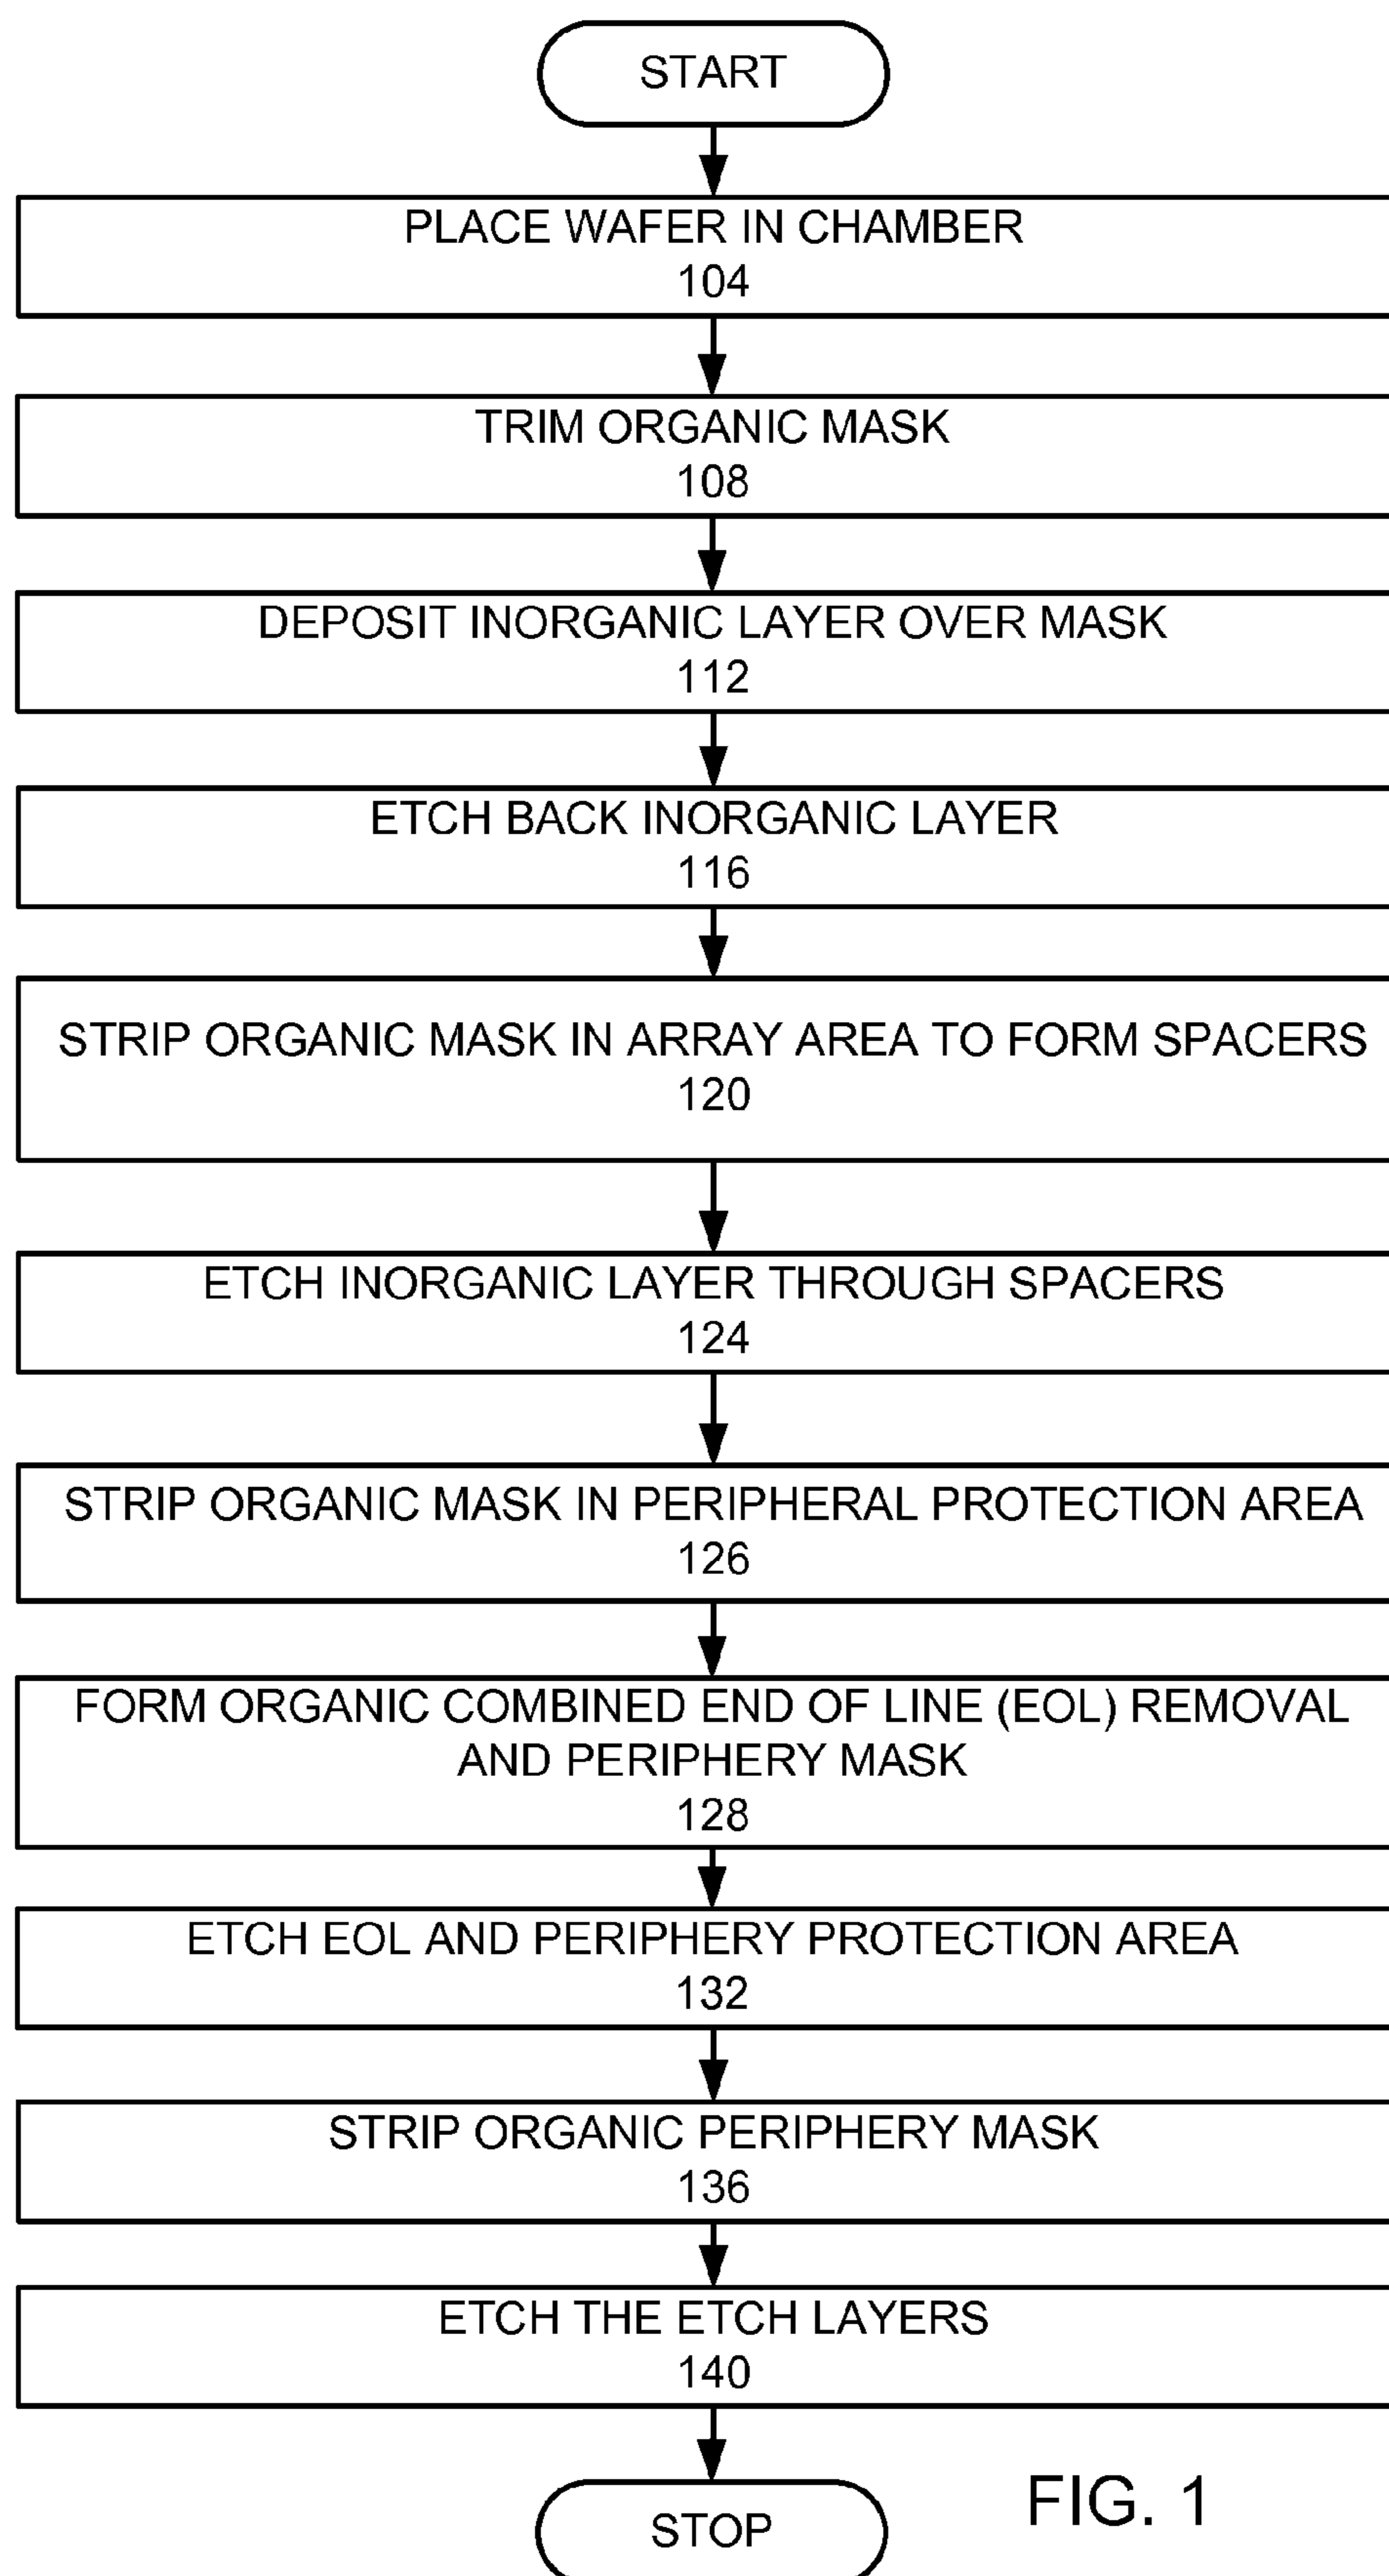 START
PLACE WAFER IN CHAMBER
104
TRIM ORGANIC MASK
108
DEPOSIT INORGANIC LAYER OVER MASK
112
ETCH BACK INORGANIC LAYER
116
STRIP ORGANIC MASK IN ARRAY AREA TO FORM SPACERS
120
ETCH INORGANIC LAYER THROUGH SPACERS
124
STRIP ORGANIC MASK IN PERIPHERAL PROTECTION AREA
126
FORM ORGANIC COMBINED END OF LINE (EOL) REMOVAL
AND PERIPHERY MASK
128
ETCH EOL AND PERIPHERY PROTECTION AREA
132
STRIP ORGANIC PERIPHERY MASK
136
ETCH THE ETCH LAYERS
140
STOP
FIG. 1